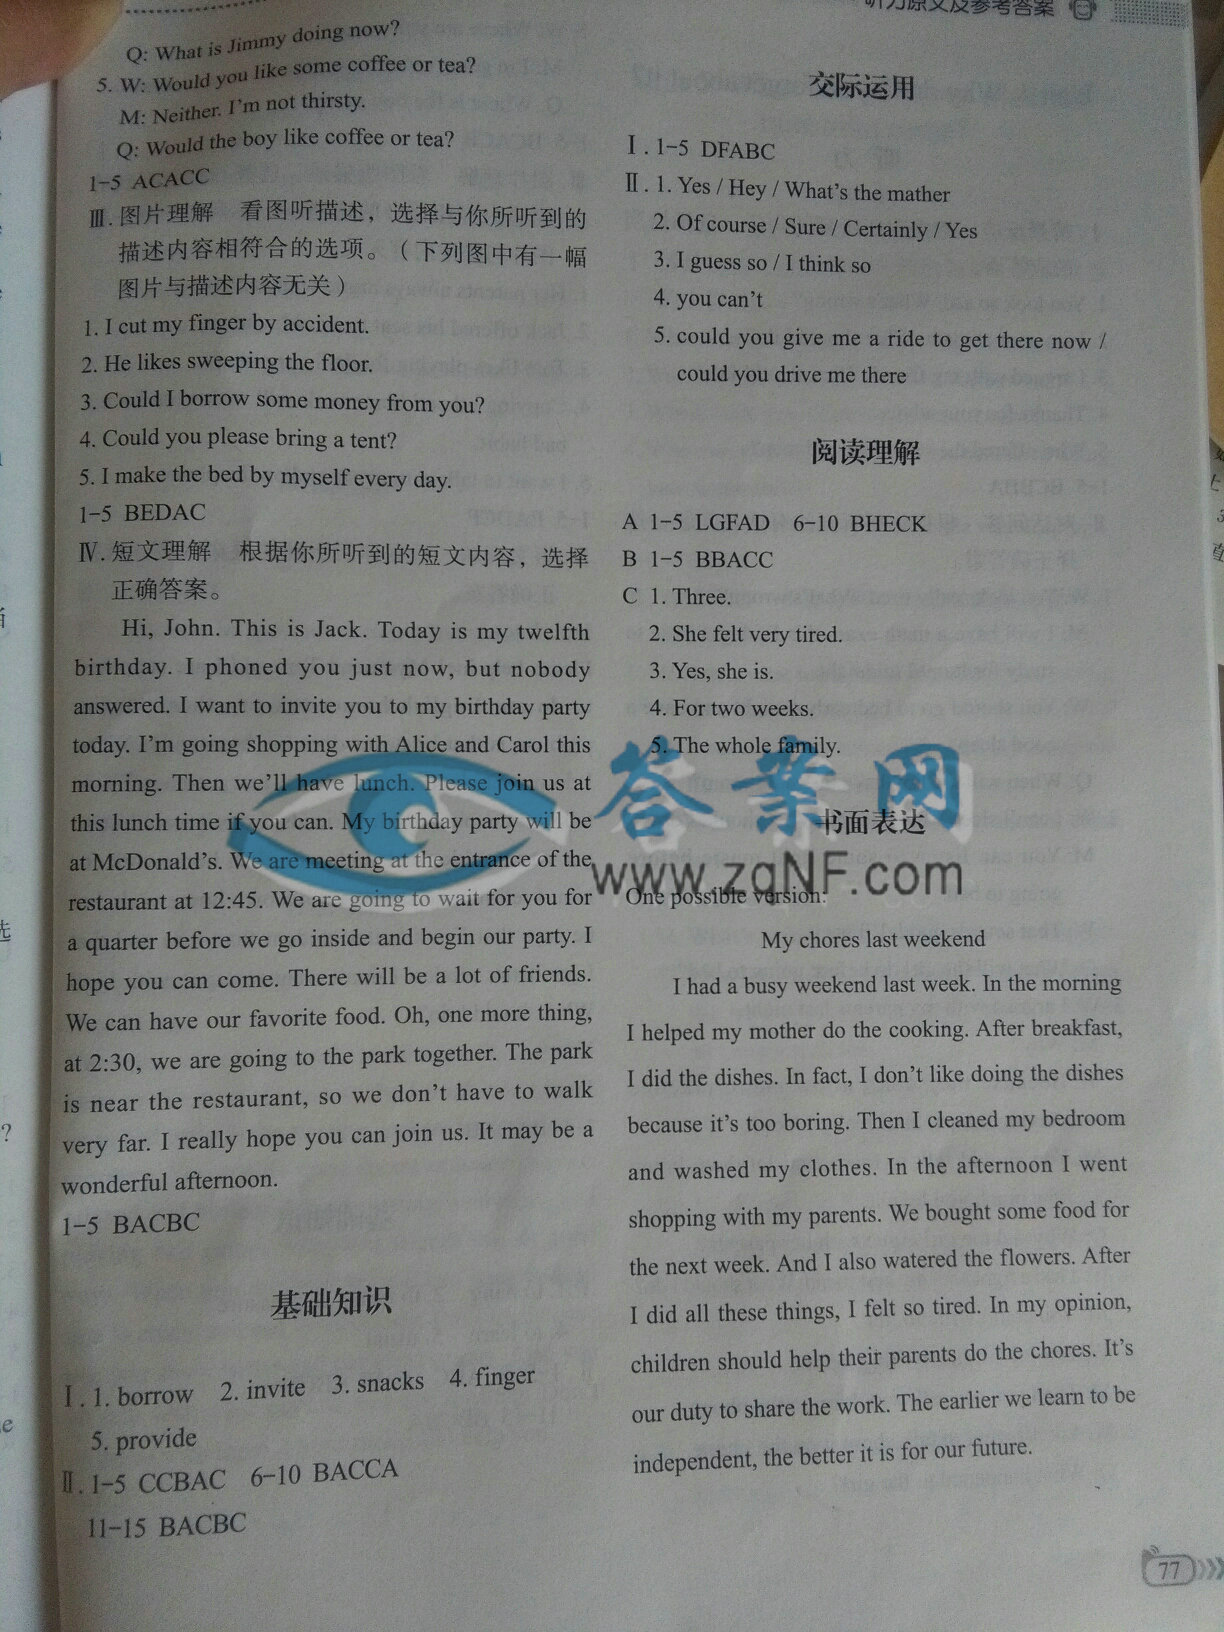 听力原文及参考答案
Q: What is Jimmy doing now?
5. W: Would you like some coffee or tea?
M: Neither. I'm not thirsty.
Q: Would the boy like coffee or tea?
1-5 ACACC
Ⅲ. 图片理解 看图听描述，选择与你所听到的
描述内容相符合的选项。（下列图中有一幅
图片与描述内容无关）
1. I cut my finger by accident.
2. He likes sweeping the floor.
3. Could I borrow some money from you?
4. Could you please bring a tent?
5. I make the bed by myself every day.
1-5 BEDAC
Ⅳ. 短文理解 根据你所听到的短文内容，选择
正确答案。
Hi, John. This is Jack. Today is my twelfth
birthday. I phoned you just now, but nobody
answered. I want to invite you to my birthday party
today. I'm going shopping with Alice and Carol this
morning. Then we'll have lunch. Please join us at
this lunch time if you can. My birthday party will be
at McDonald's. We are meeting at the entrance of the
restaurant at 12:45. We are going to wait for you for
a quarter before we go inside and begin our party. I
hope you can come. There will be a lot of friends.
We can have our favorite food. Oh, one more thing,
at 2:30, we are going to the park together. The park
is near the restaurant, so we don't have to walk
very far. I really hope you can join us. It may be a
wonderful afternoon.
1-5 BACBC
基础知识
Ⅰ. 1. borrow 2. invite 3. snacks 4. finger
5. provide
Ⅱ. 1-5 CCBAC 6-10 BACCA
11-15 BACBC
交际运用
Ⅰ. 1-5 DFABC
Ⅱ. 1. Yes / Hey / What's the mather
2. Of course / Sure / Certainly / Yes
3. I guess so / I think so
4. you can't
5. could you give me a ride to get there now /
could you drive me there
阅读理解
A 1-5 LGFAD 6-10 BHECK
B 1-5 BBACC
C 1. Three.
2. She felt very tired.
3. Yes, she is.
4. For two weeks.
5. The whole family.
答案网
www.zqNF.com
书面表达
One possible version:
My chores last weekend
I had a busy weekend last week. In the morning
I helped my mother do the cooking. After breakfast,
I did the dishes. In fact, I don't like doing the dishes
because it's too boring. Then I cleaned my bedroom
and washed my clothes. In the afternoon I went
shopping with my parents. We bought some food for
the next week. And I also watered the flowers. After
I did all these things, I felt so tired. In my opinion,
children should help their parents do the chores. It's
our duty to share the work. The earlier we learn to be
independent, the better it is for our future.
77